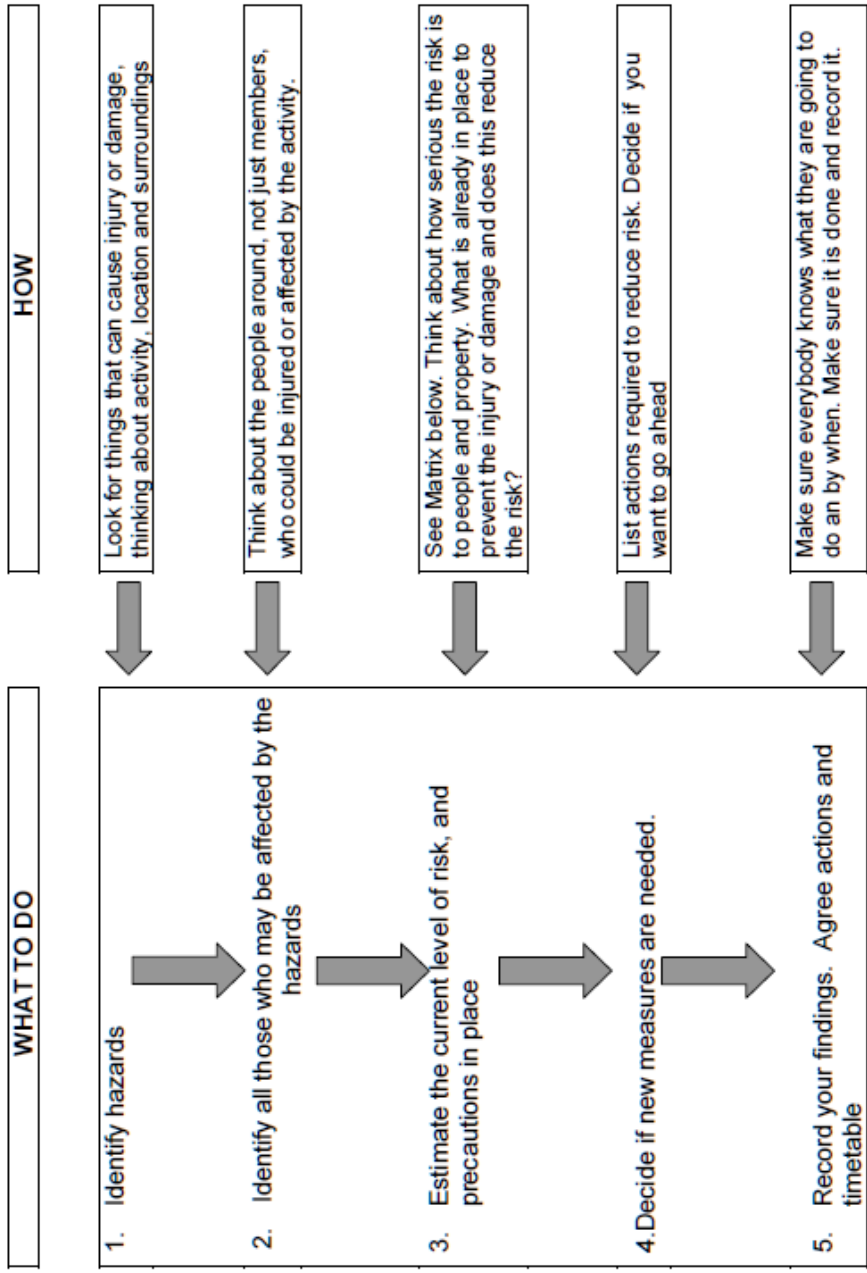 WHAT TO DO
HOW
1. Identify hazards
Look for things that can cause injury or damage,
thinking about activity, location and surroundings
2. Identify all those who may be affected by the
hazards
Think about the people around, not just members,
who could be injured or affected by the activity.
3. Estimate the current level of risk, and
precautions in place
See Matrix below. Think about how serious the risk is
to people and property. What is already in place to
prevent the injury or damage and does this reduce
the risk?
4.Decide if new measures are needed.
List actions required to reduce risk. Decide if you
want to go ahead
5. Record your findings. Agree actions and
timetable
Make sure everybody knows what they are going to
do an by when. Make sure it is done and record it.